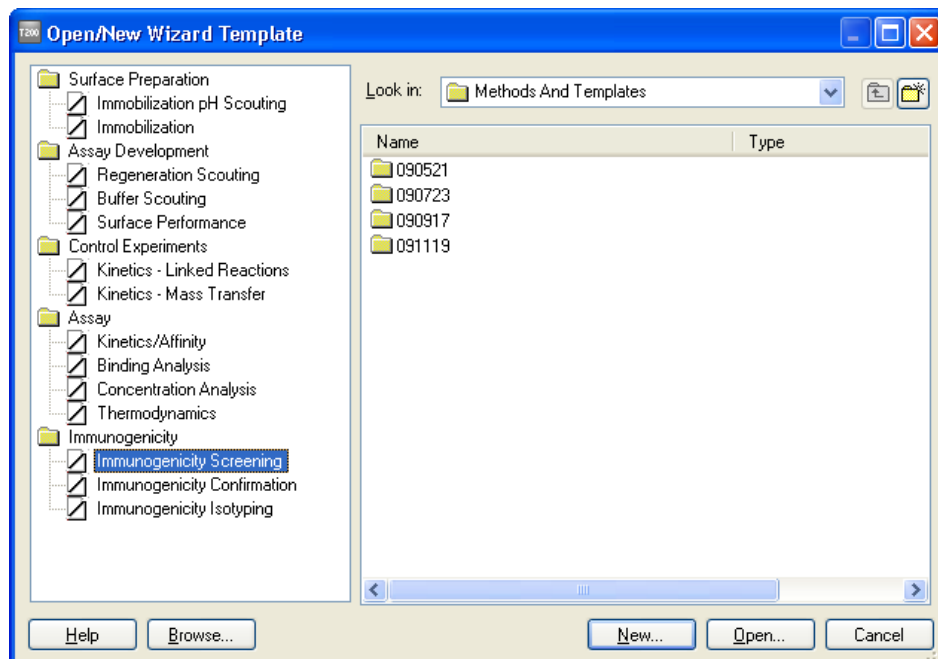 T200 Open/New Wizard Template
Surface Preparation
Immobilization pH Scouting
Immobilization
Assay Development
Regeneration Scouting
Buffer Scouting
Surface Performance
Control Experiments
Kinetics - Linked Reactions
Kinetics - Mass Transfer
Assay
Kinetics/Affinity
Binding Analysis
Concentration Analysis
Thermodynamics
Immunogenicity
Immunogenicity Screening
Immunogenicity Confirmation
Immunogenicity Isotyping
Look in: Methods And Templates
Name Type
090521
090723
090917
091119
Help Browse... New... Open... Cancel